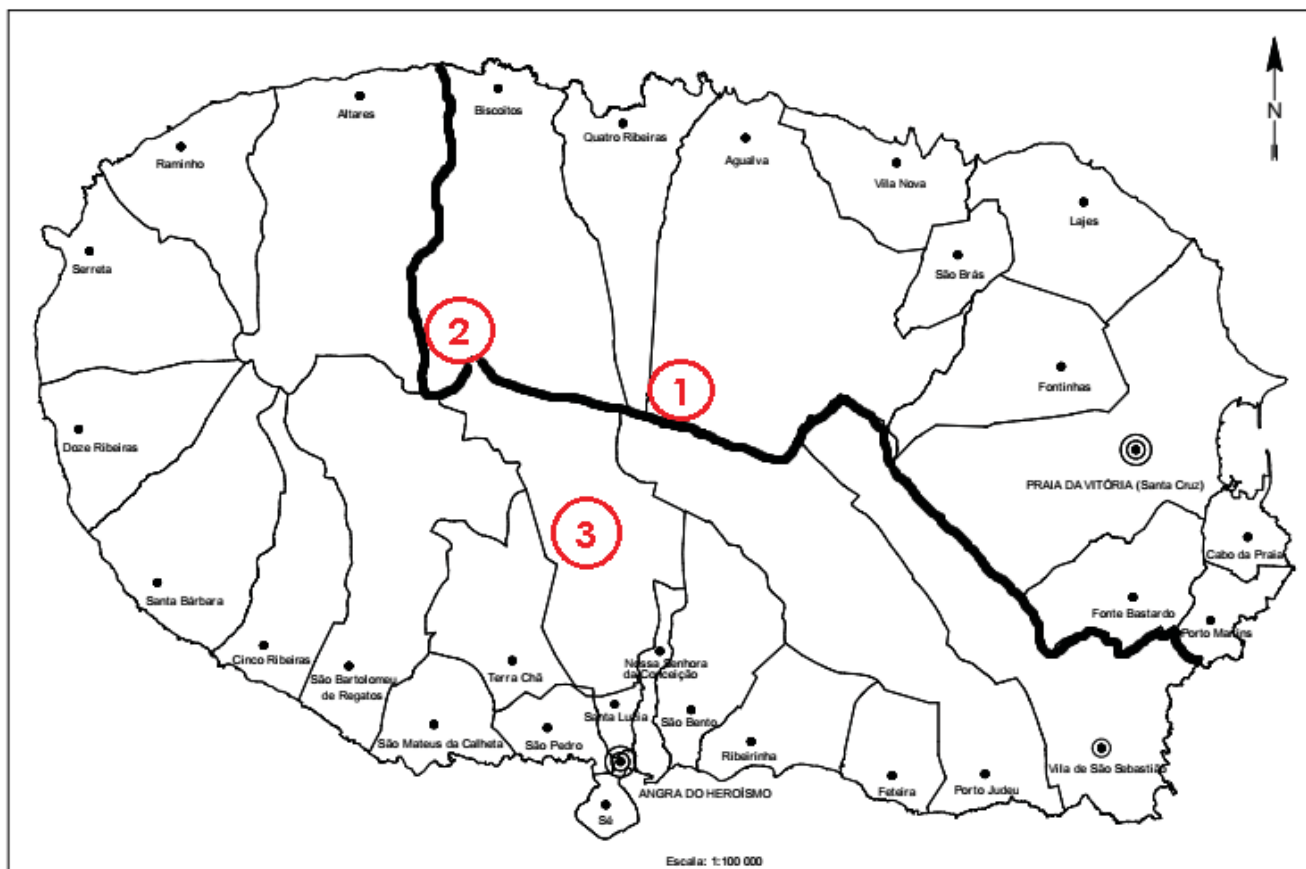 Altares
Biscoitos
Quatro Ribeiras
Agualva
Raminho
Vila Nova
N
Lajes
Serreta
São Brás
2
1
Fontinhas
Doze Ribeiras
PRAIA DA VITÓRIA (Santa Cruz)
3
Cabo da Praia
Santa Bárbara
Fonte Bastardo
Porto Martins
Cinco Ribeiras
São Bartolomeu
de Regatos
Terra Chã
Nossa Senhora
da Conceição
Santa Luzia
São Bento
São Mateus da Calheta
São Pedro
Ribeirinha
Vila de São Sebastião
ANGRA DO HEROÍSMO
Feteira
Porto Judeu
Sé
Escala: 1:100 000